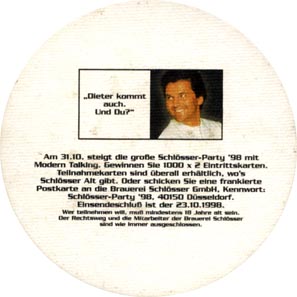 „Dieter kommt
auch.
Und Du?"
Am 31.10. steigt die große Schlösser-Party '98 mit
Modern Talking. Gewinnen Sie 1000 x 2 Eintrittskarten.
Teilnahmekarten sind überall erhältlich, wo's
Schlösser Alt gibt. Oder schicken Sie eine frankierte
Postkarte an die Brauerei Schlösser GmbH, Kennwort:
Schlösser-Party '98, 40150 Düsseldorf.
Einsendeschluß ist der 23.10.1998.
Wer teilnehmen will, muß mindestens 18 Jahre alt sein.
Der Rechtsweg und die Mitarbeiter der Brauerei Schlösser
sind wie immer ausgeschlossen.